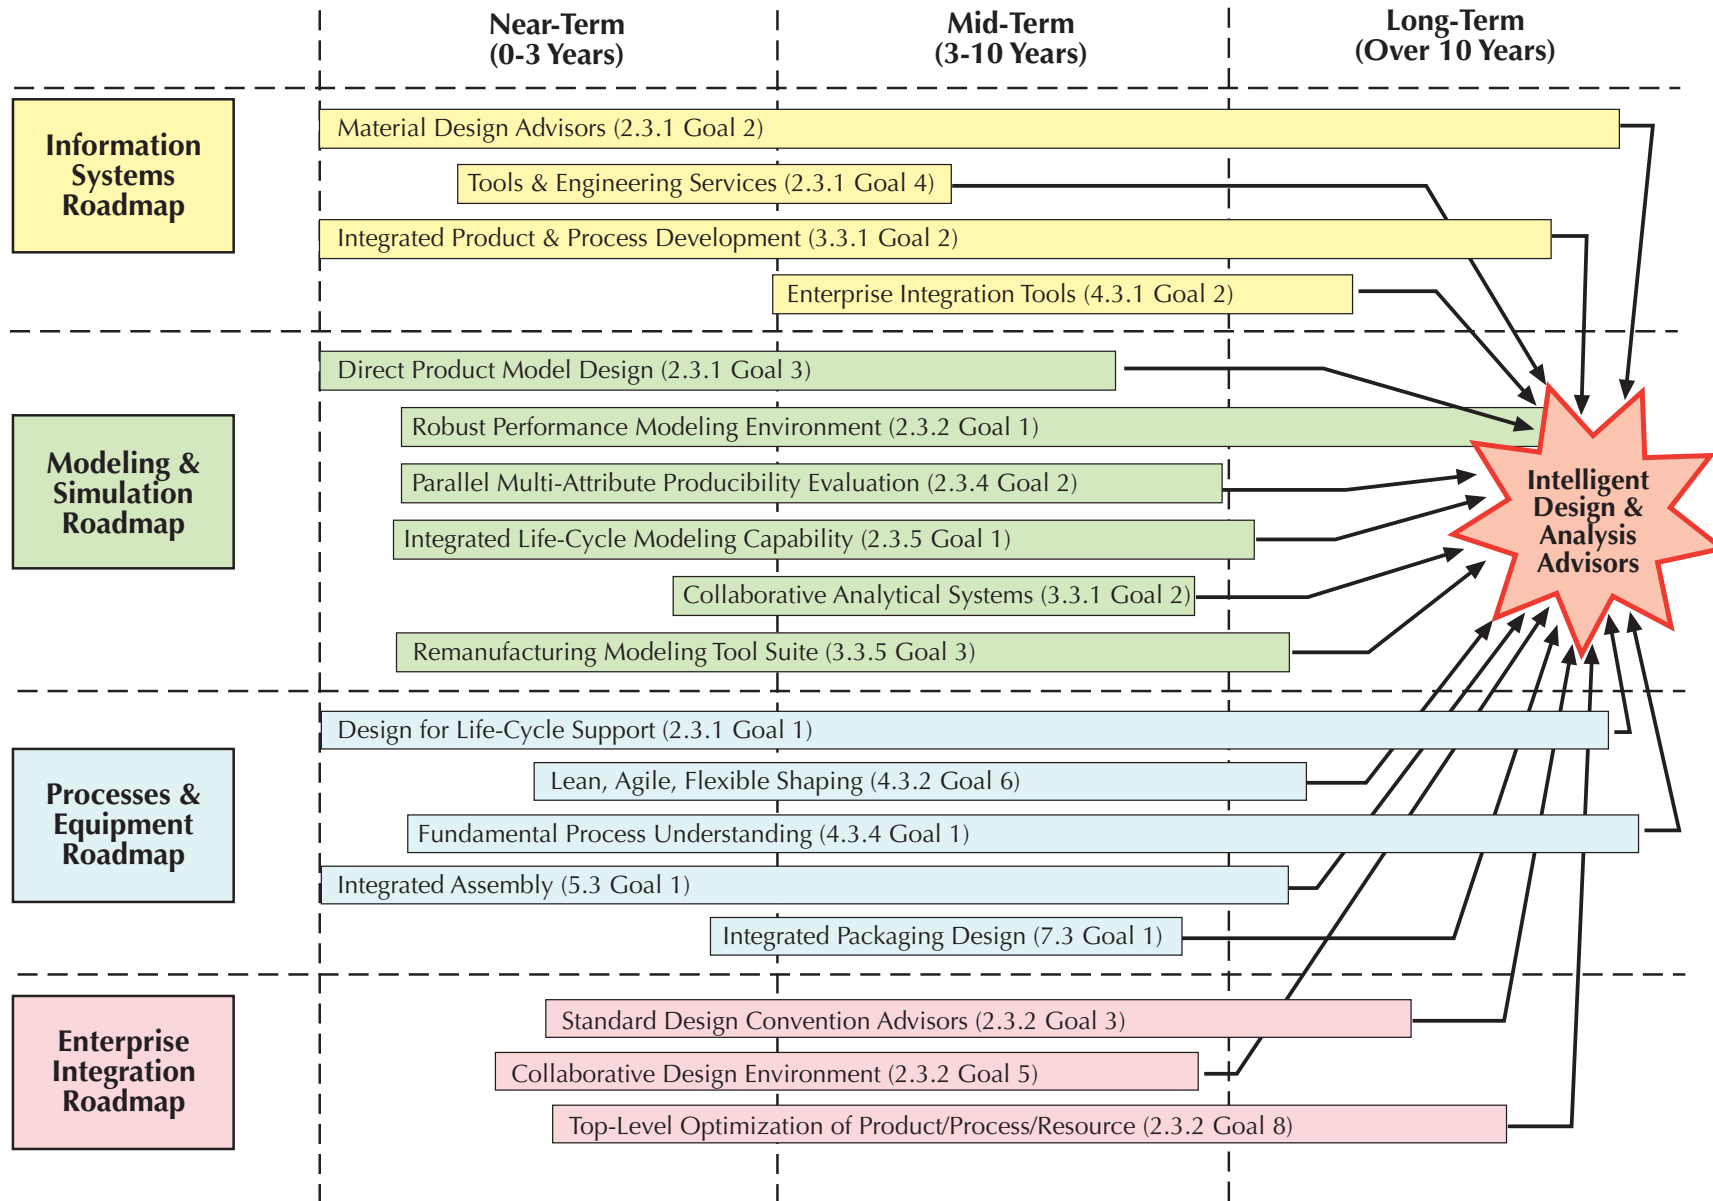 Near-Term
(0-3 Years)
Mid-Term
(3-10 Years)
Long-Term
(Over 10 Years)
Information
Systems
Roadmap
Material Design Advisors (2.3.1 Goal 2)
Tools & Engineering Services (2.3.1 Goal 4)
Integrated Product & Process Development (3.3.1 Goal 2)
Enterprise Integration Tools (4.3.1 Goal 2)
Modeling &
Simulation
Roadmap
Direct Product Model Design (2.3.1 Goal 3)
Robust Performance Modeling Environment (2.3.2 Goal 1)
Parallel Multi-Attribute Producibility Evaluation (2.3.4 Goal 2)
Integrated Life-Cycle Modeling Capability (2.3.5 Goal 1)
Collaborative Analytical Systems (3.3.1 Goal 2)
Remanufacturing Modeling Tool Suite (3.3.5 Goal 3)
Intelligent
Design &
Analysis
Advisors
Processes &
Equipment
Roadmap
Design for Life-Cycle Support (2.3.1 Goal 1)
Lean, Agile, Flexible Shaping (4.3.2 Goal 6)
Fundamental Process Understanding (4.3.4 Goal 1)
Integrated Assembly (5.3 Goal 1)
Integrated Packaging Design (7.3 Goal 1)
Enterprise
Integration
Roadmap
Standard Design Convention Advisors (2.3.2 Goal 3)
Collaborative Design Environment (2.3.2 Goal 5)
Top-Level Optimization of Product/Process/Resource (2.3.2 Goal 8)